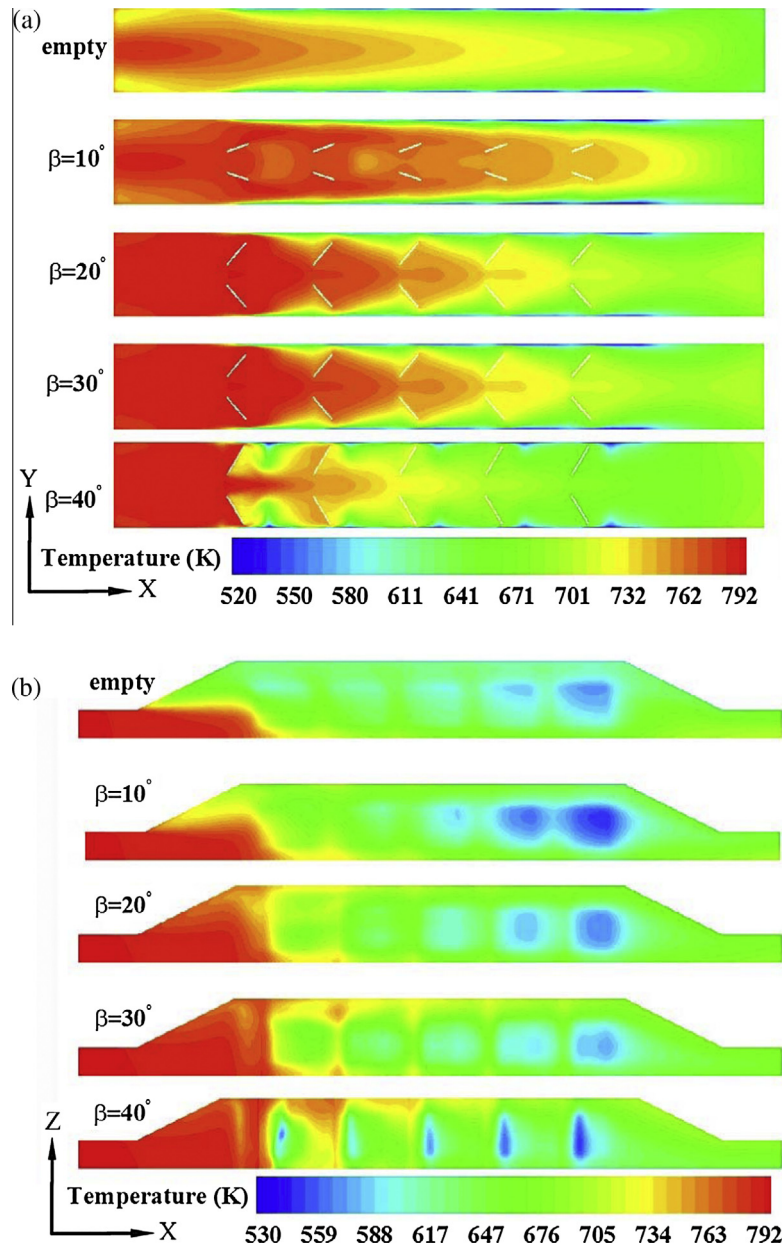 (a)
empty
β=10°
β=20°
β=30°
β=40°
Y
X
Temperature (K)
520 550 580 611 641 671 701 732 762 792
(b)
empty
β=10°
β=20°
β=30°
β=40°
Z
X
Temperature (K)
530 559 588 617 647 676 705 734 763 792